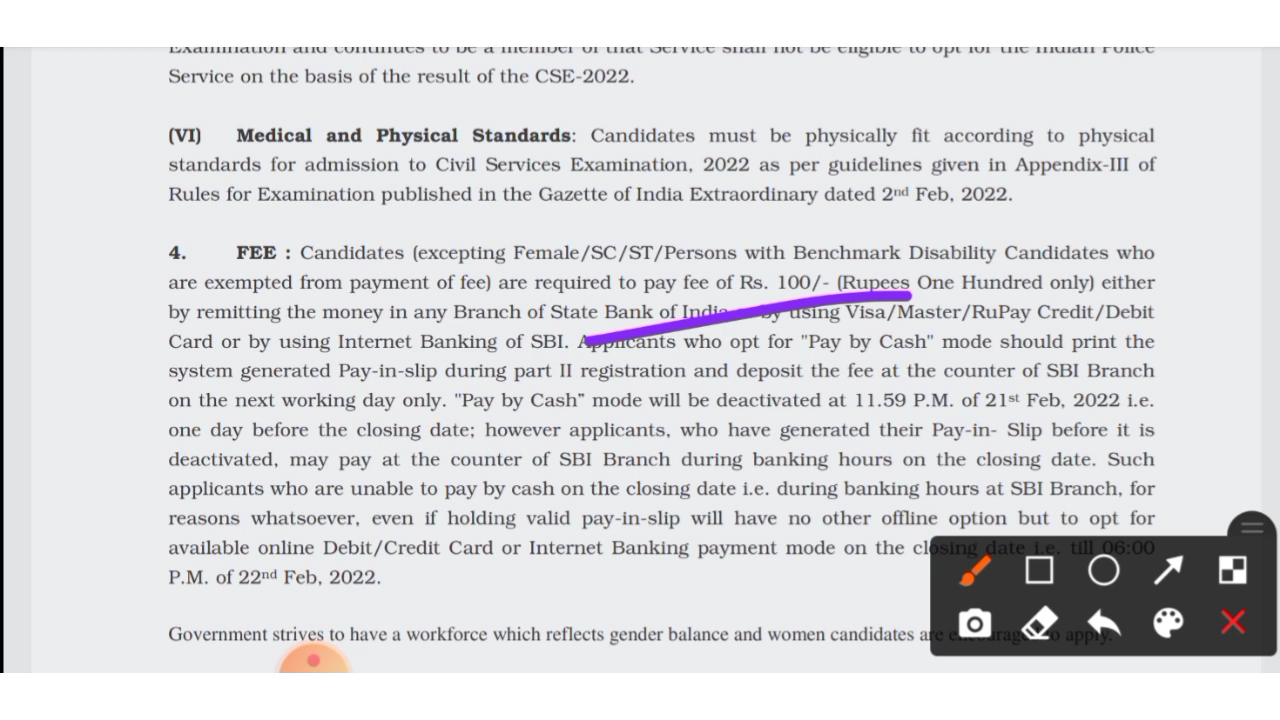 Examination and continues to be a member of that Service shall not be eligible to opt for the Indian Police
Service on the basis of the result of the CSE-2022.
(VI) Medical and Physical Standards: Candidates must be physically fit according to physical
standards for admission to Civil Services Examination, 2022 as per guidelines given in Appendix-III of
Rules for Examination published in the Gazette of India Extraordinary dated 2nd Feb, 2022.
4. FEE : Candidates (excepting Female/SC/ST/Persons with Benchmark Disability Candidates who
are exempted from payment of fee) are required to pay fee of Rs. 100/- (Rupees One Hundred only) either
by remitting the money in any Branch of State Bank of India or by using Visa/Master/RuPay Credit/Debit
Card or by using Internet Banking of SBI. Applicants who opt for "Pay by Cash" mode should print the
system generated Pay-in-slip during part II registration and deposit the fee at the counter of SBI Branch
on the next working day only. "Pay by Cash” mode will be deactivated at 11.59 P.M. of 21st Feb, 2022 i.e.
one day before the closing date; however applicants, who have generated their Pay-in- Slip before it is
deactivated, may pay at the counter of SBI Branch during banking hours on the closing date. Such
applicants who are unable to pay by cash on the closing date i.e. during banking hours at SBI Branch, for
reasons whatsoever, even if holding valid pay-in-slip will have no other offline option but to opt for
available online Debit/Credit Card or Internet Banking payment mode on the closing date i.e. till 06:00
P.M. of 22nd Feb, 2022.
Government strives to have a workforce which reflects gender balance and women candidates are encouraged to apply.